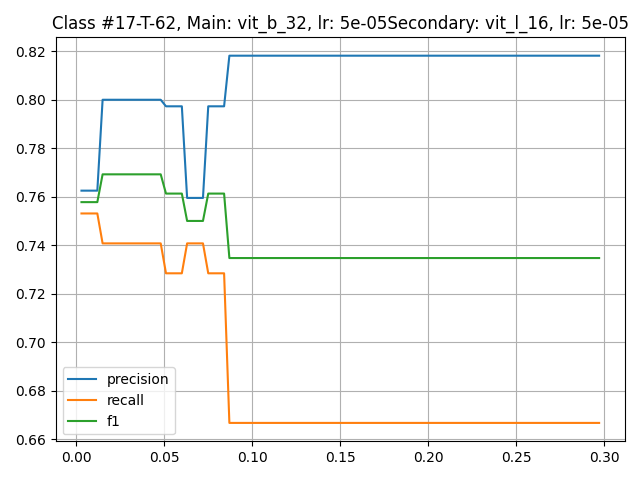 Class #17-T-62, Main: vit_b_32, lr: 5e-05Secondary: vit_l_16, lr: 5e-05
0.82
0.80
0.78
0.76
0.74
0.72
0.70
0.68
0.66
precision
recall
f1
0.00 0.05 0.10 0.15 0.20 0.25 0.30